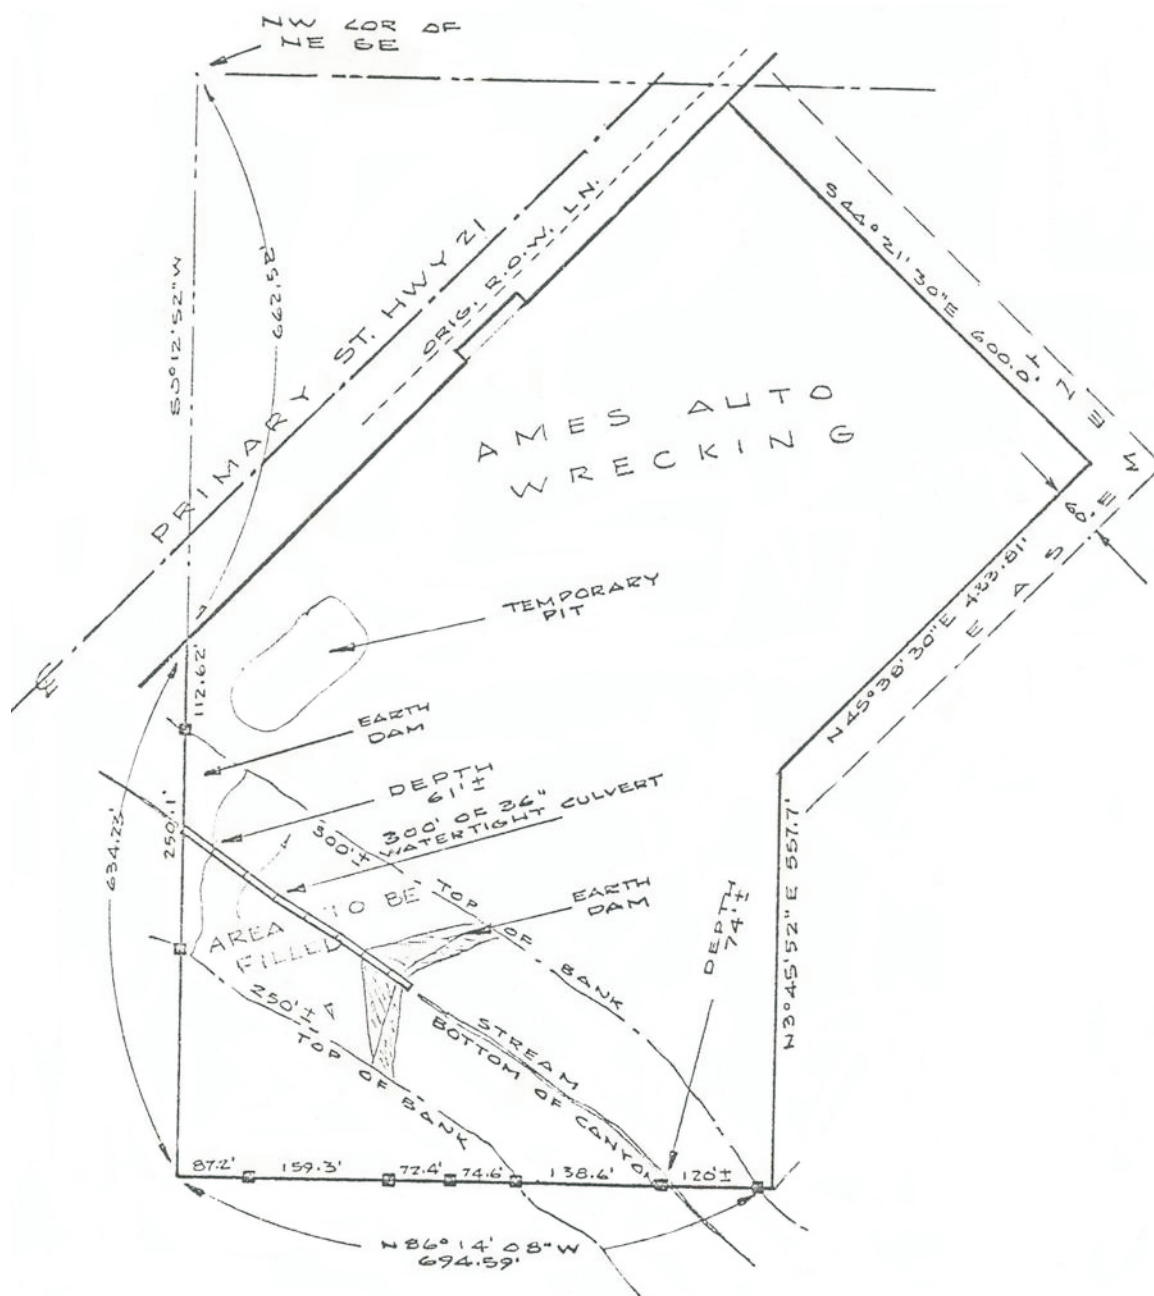 NW COR OF
NE SE
S0°12'52"W
662.52'
PRIMARY ST. HWY 21
ORIG. R.O.W. LN.
S44°21'30"E 600.0'
60' EASEMENT
AMES AUTO
WRECKING
N45°38'30"E 423.81'
TEMPORARY
PIT
112.62'
EARTH
DAM
DEPTH
61'±
300' OF 36"
WATERTIGHT CULVERT
634.23'
250.1'
300'±
TOP OF BANK
EARTH
DAM
AREA TO BE
FILLED
DEPTH
74'±
N3°45'52"E 557.7'
250'±
TOP OF BANK
STREAM
BOTTOM OF CANYON
87.2' 159.3' 72.4' 74.6' 138.6' 120'±
N86°14'08"W
694.59'